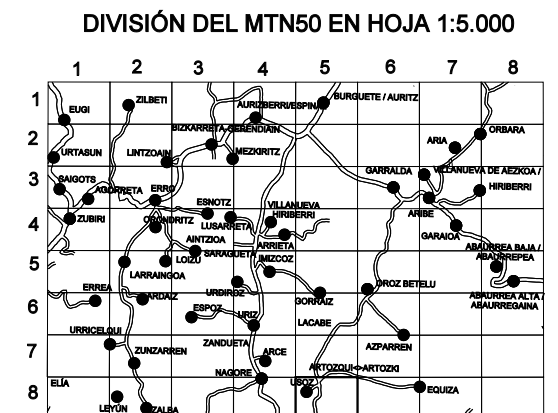 DIVISIÓN DEL MTN50 EN HOJA 1:5.000
1 2 3 4 5 6 7 8
1
ZILBETI
AURIZBERRI/ESPINAL
BURGUETE / AURITZ
EUGI
2
BIZKARRETA-GERENDIAIN
ORBARA
ARIA
URTASUN
LINTZOAIN
MEZKIRITZ
3
GARRALDA
VILLANUEVA DE AEZKOA /
HIRIBERRI
SAIGOTS
AGORRETA
ERRO
ESNOTZ
VILLANUEVA
HIRIBERRI
ARIBE
4
ZUBIRI
ORONDRITZ
LUSARRETA
GARAIOA
AINTZIOA
ARRIETA
ABAURREA BAJA /
ABAURREPEA
5
SARAGUETA
LOIZU
IMIZCOZ
LARRAINGOA
ERREA
URDIROZ
OROZ BETELU
ABAUREA ALTA /
ABAURREGAINA
6
ARDAIZ
GORRAIZ
ESPOZ
URIZ
LACABE
URRICELQUI
ZANDUETA
AZPARREN
7
ZUNZARREN
ARCE
NAGORE
ARTOZQUI<>ARTOZKI
ELÍA
USOZ
EQUIZA
8
LEYÚN
ZALBA